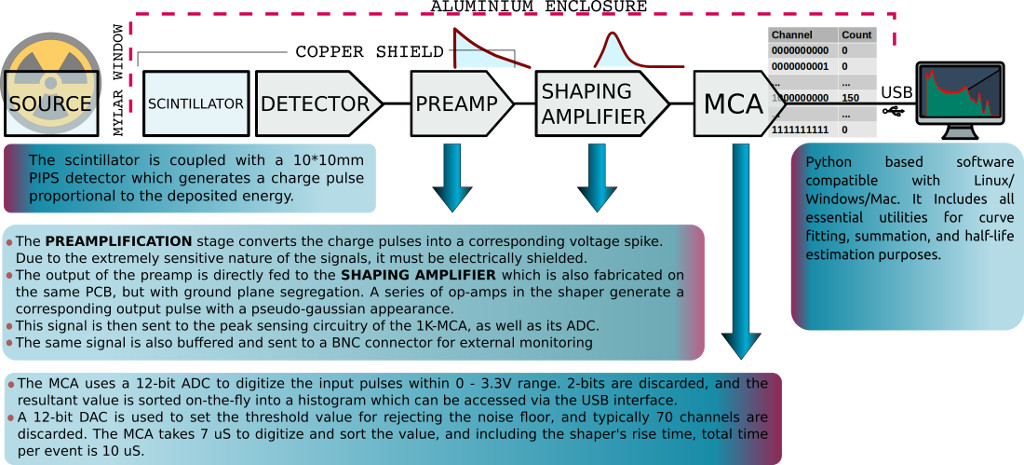 ALUMINIUM ENCLOSURE
MYLAR WINDOW
COPPER SHIELD
Channel Count
0000000000 0
0000000001 0
... ...
1000000000 150
... ...
1111111111 0
SOURCE
SCINTILLATOR
DETECTOR
PREAMP
SHAPING
AMPLIFIER
MCA
USB
The scintillator is coupled with a 10*10mm
PIPS detector which generates a charge pulse
proportional to the deposited energy.
Python based software
compatible with Linux/
Windows/Mac. It Includes all
essential utilities for curve
fitting, summation, and half-life
estimation purposes.
The PREAMPLIFICATION stage converts the charge pulses into a corresponding voltage spike.
Due to the extremely sensitive nature of the signals, it must be electrically shielded.
The output of the preamp is directly fed to the SHAPING AMPLIFIER which is also fabricated on
the same PCB, but with ground plane segregation. A series of op-amps in the shaper generate a
corresponding output pulse with a pseudo-gaussian appearance.
This signal is then sent to the peak sensing circuitry of the 1K-MCA, as well as its ADC.
The same signal is also buffered and sent to a BNC connector for external monitoring
The MCA uses a 12-bit ADC to digitize the input pulses within 0 - 3.3V range. 2-bits are discarded, and the
resultant value is sorted on-the-fly into a histogram which can be accessed via the USB interface.
A 12-bit DAC is used to set the threshold value for rejecting the noise floor, and typically 70 channels are
discarded. The MCA takes 7 uS to digitize and sort the value, and including the shaper's rise time, total time
per event is 10 uS.